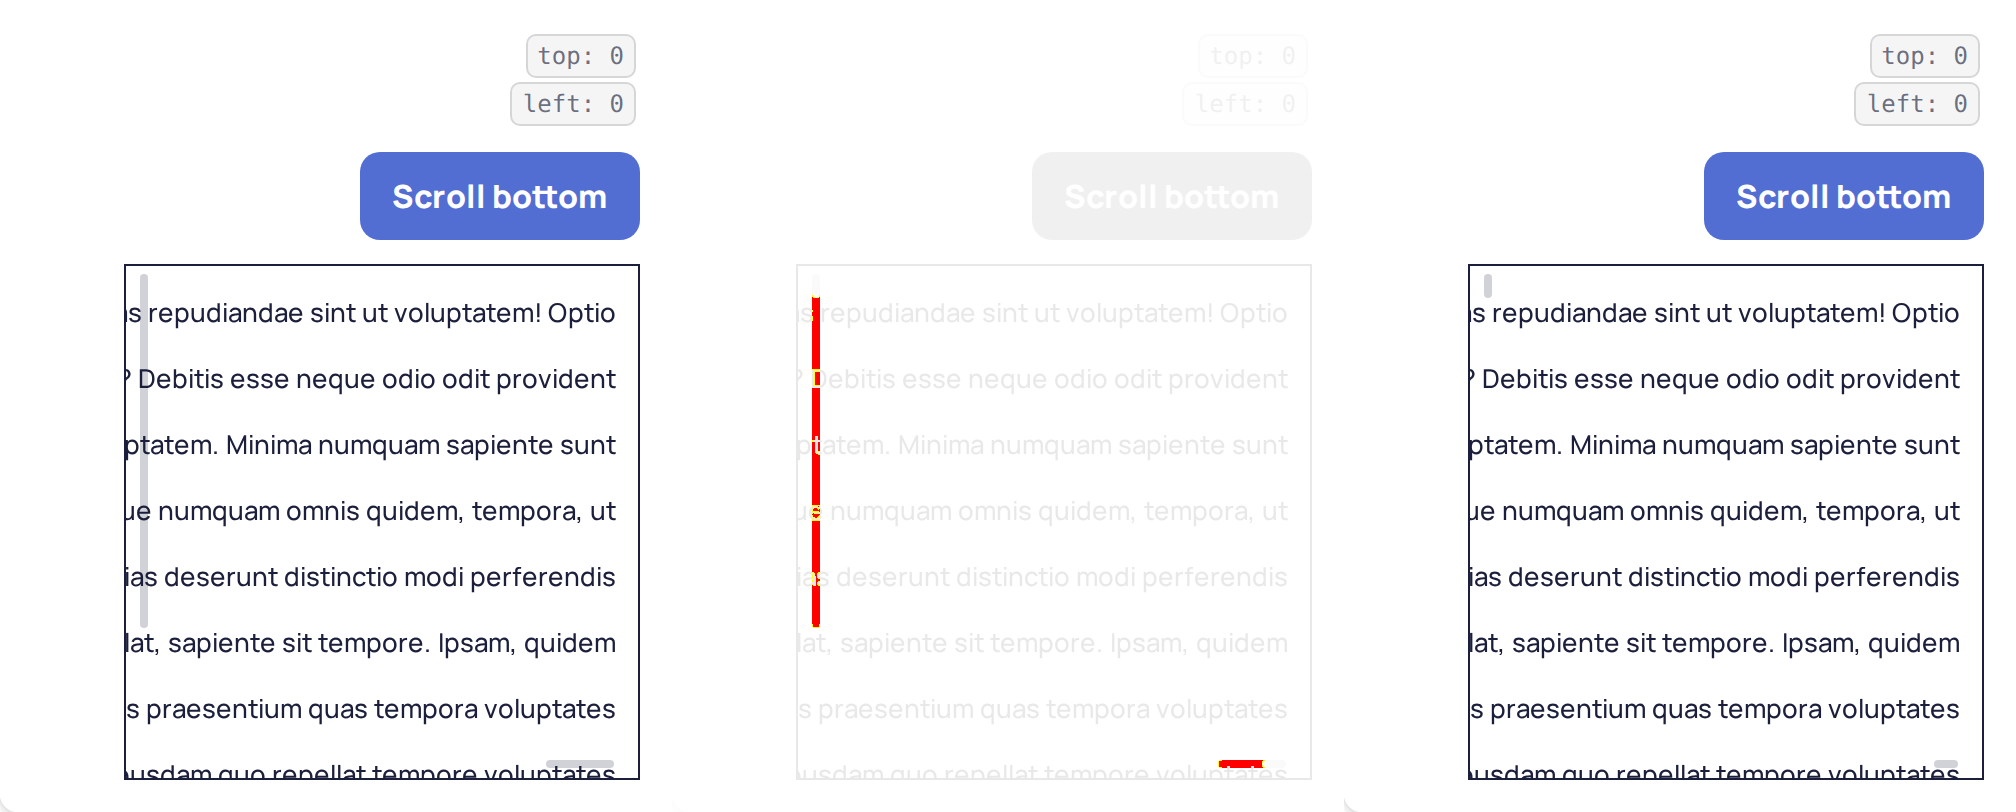 top: 0
left: 0
Scroll bottom
s repudiandae sint ut voluptatem! Optio
? Debitis esse neque odio odit provident
ptatem. Minima numquam sapiente sunt
ue numquam omnis quidem, tempora, ut
ias deserunt distinctio modi perferendis
lat, sapiente sit tempore. Ipsam, quidem
s praesentium quas tempora voluptates
usdam quo repellat tempore voluptates
top: 0
left: 0
Scroll bottom
s repudiandae sint ut voluptatem! Optio
? Debitis esse neque odio odit provident
ptatem. Minima numquam sapiente sunt
ue numquam omnis quidem, tempora, ut
ias deserunt distinctio modi perferendis
lat, sapiente sit tempore. Ipsam, quidem
s praesentium quas tempora voluptates
usdam quo repellat tempore voluptates
top: 0
left: 0
Scroll bottom
s repudiandae sint ut voluptatem! Optio
? Debitis esse neque odio odit provident
ptatem. Minima numquam sapiente sunt
ue numquam omnis quidem, tempora, ut
ias deserunt distinctio modi perferendis
lat, sapiente sit tempore. Ipsam, quidem
s praesentium quas tempora voluptates
usdam quo repellat tempore voluptates